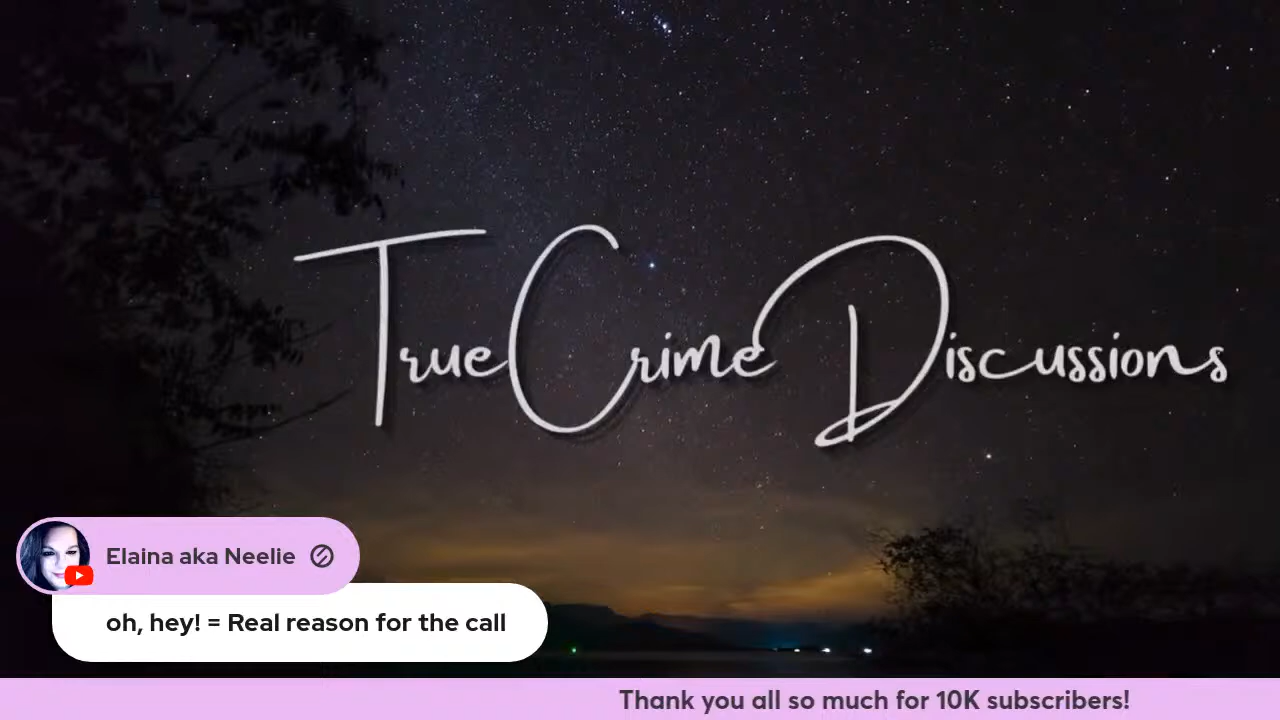 True Crime Discussions
Elaina aka Neelie
oh, hey! = Real reason for the call
Thank you all so much for 10K subscribers!